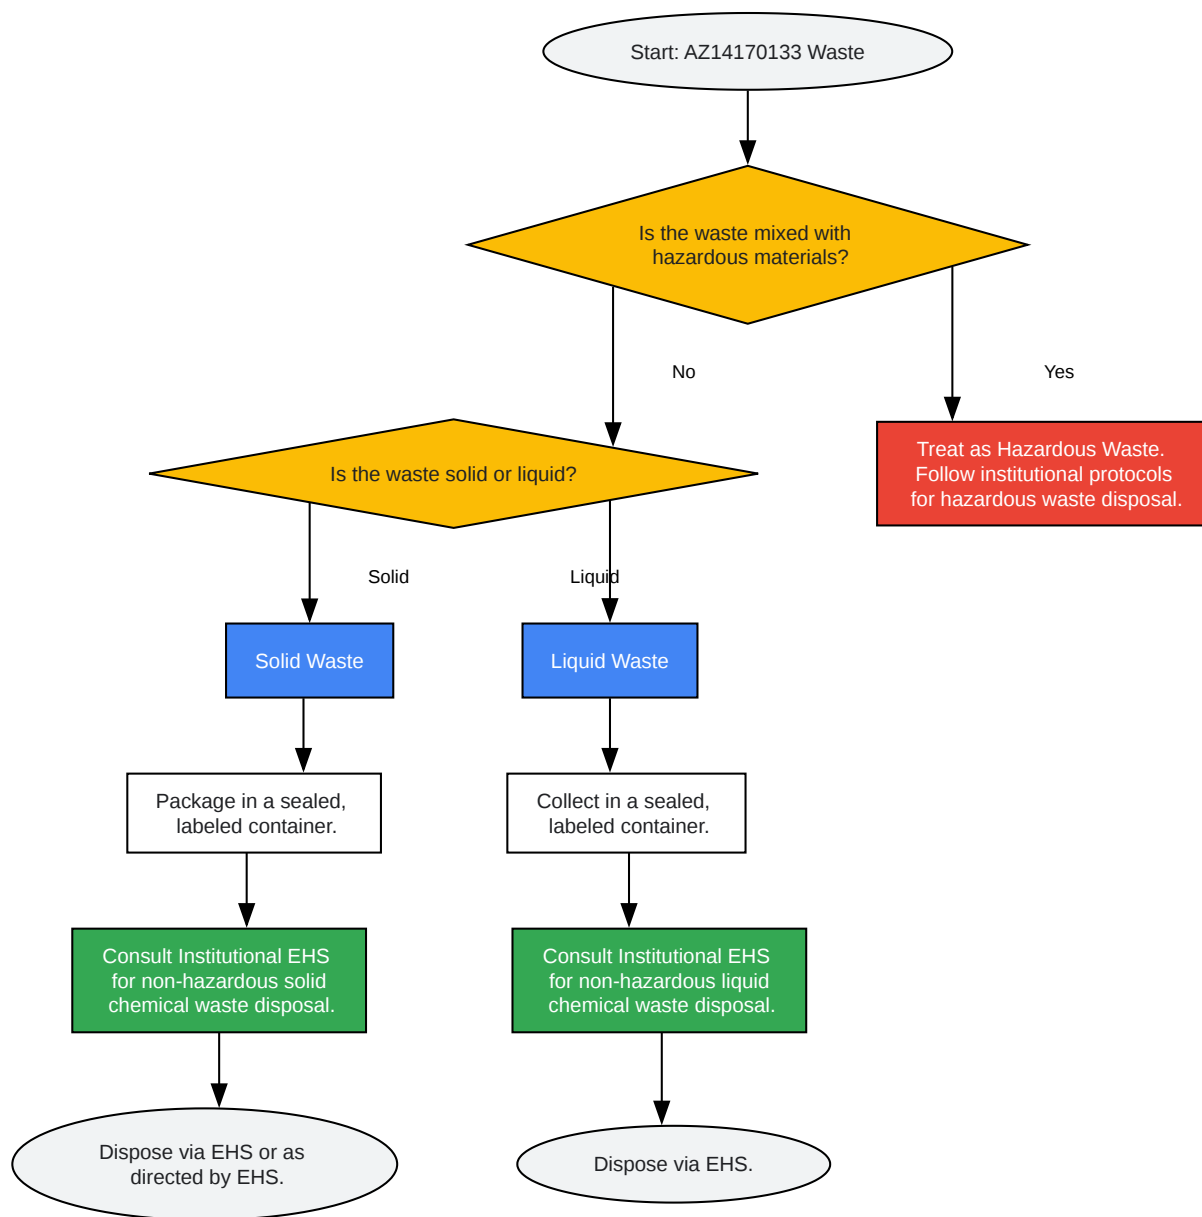 Start: AZ14170133 Waste
Is the waste mixed with
hazardous materials?
No
Yes
Treat as Hazardous Waste.
Follow institutional protocols
for hazardous waste disposal.
Is the waste solid or liquid?
Solid
Liquid
Solid Waste
Liquid Waste
Package in a sealed,
labeled container.
Collect in a sealed,
labeled container.
Consult Institutional EHS
for non-hazardous solid
chemical waste disposal.
Consult Institutional EHS
for non-hazardous liquid
chemical waste disposal.
Dispose via EHS or as
directed by EHS.
Dispose via EHS.